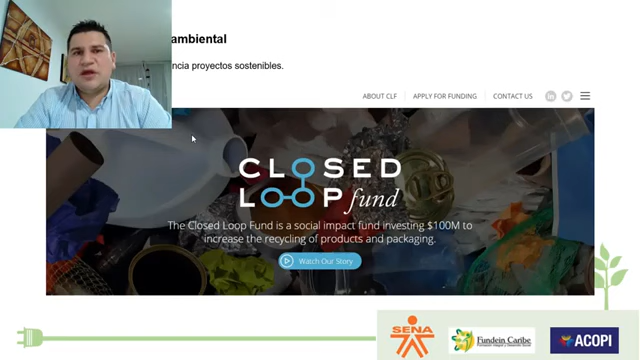 ambiental
ncia proyectos sostenibles.
ABOUT CLF
APPLY FOR FUNDING
CONTACT US
in
CLOSED
LOOP fund
The Closed Loop Fund is a social impact fund investing $100M to
increase the recycling of products and packaging.
Watch Our Story
SENA
Fundein Caribe
ACOPI